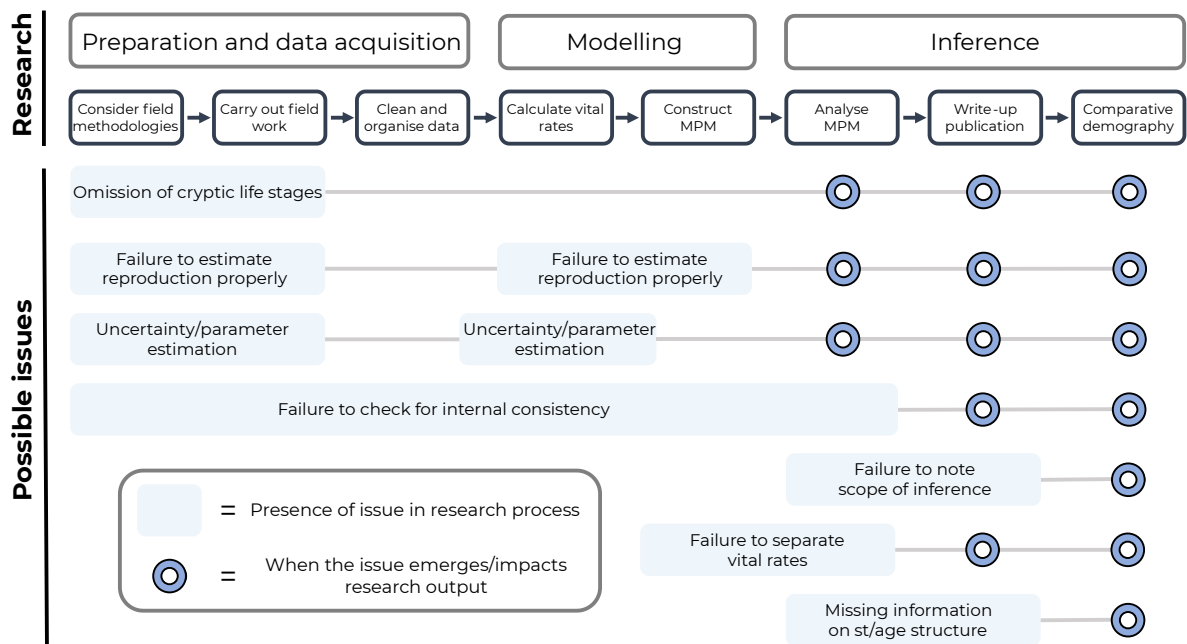 Research
Preparation and data acquisition
Modelling
Inference
Consider field
methodologies
Carry out field
work
Clean and
organise data
Calculate vital
rates
Construct
MPM
Analyse
MPM
Write-up
publication
Comparative
demography
Possible issues
Omission of cryptic life stages
Failure to estimate
reproduction properly
Failure to estimate
reproduction properly
Uncertainty/parameter
estimation
Uncertainty/parameter
estimation
Failure to check for internal consistency
Failure to note
scope of inference
Failure to separate
vital rates
Missing information
on st/age structure
= Presence of issue in research process
= When the issue emerges/impacts
research output